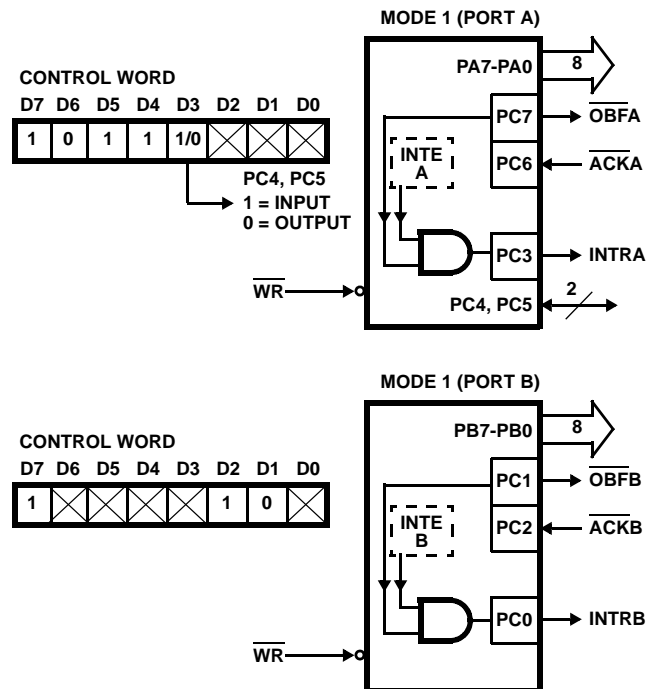 MODE 1 (PORT A)
CONTROL WORD
D7 D6 D5 D4 D3 D2 D1 D0
1 0 1 1 1/0
PC4, PC5
1 = INPUT
0 = OUTPUT
WR
PA7-PA0
8
PC7
OBFA
INTE
A
PC6
ACKA
PC3
INTRA
PC4, PC5
2
MODE 1 (PORT B)
CONTROL WORD
D7 D6 D5 D4 D3 D2 D1 D0
1 1 0
WR
PB7-PB0
8
PC1
OBFB
INTE
B
PC2
ACKB
PC0
INTRB